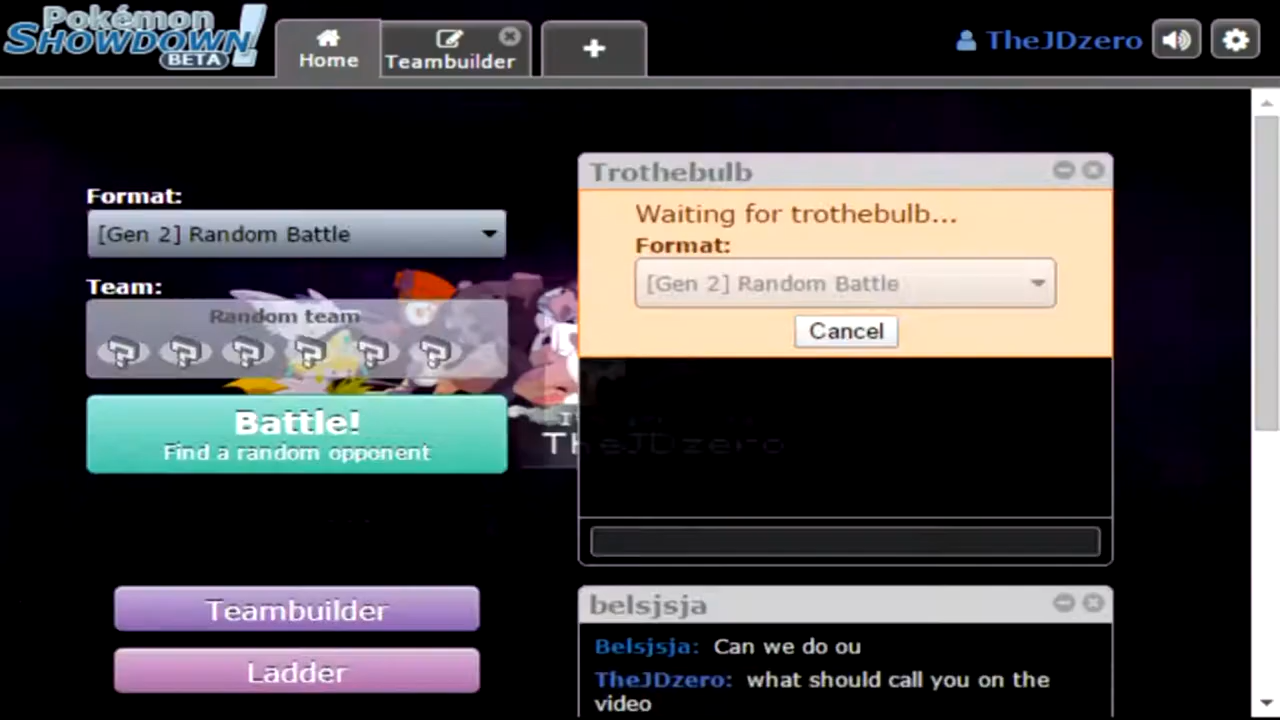 Pokémon
SHOWDOWN!
BETA
Home
Teambuilder
TheJDzero
Format:
[Gen 2] Random Battle
Team:
Random team
Battle!
Find a random opponent
Teambuilder
Ladder
TheJDzero
Trothebulb
Waiting for trothebulb...
Format:
[Gen 2] Random Battle
Cancel
belsjsja
Belsjsja: Can we do ou
TheJDzero: what should call you on the
video